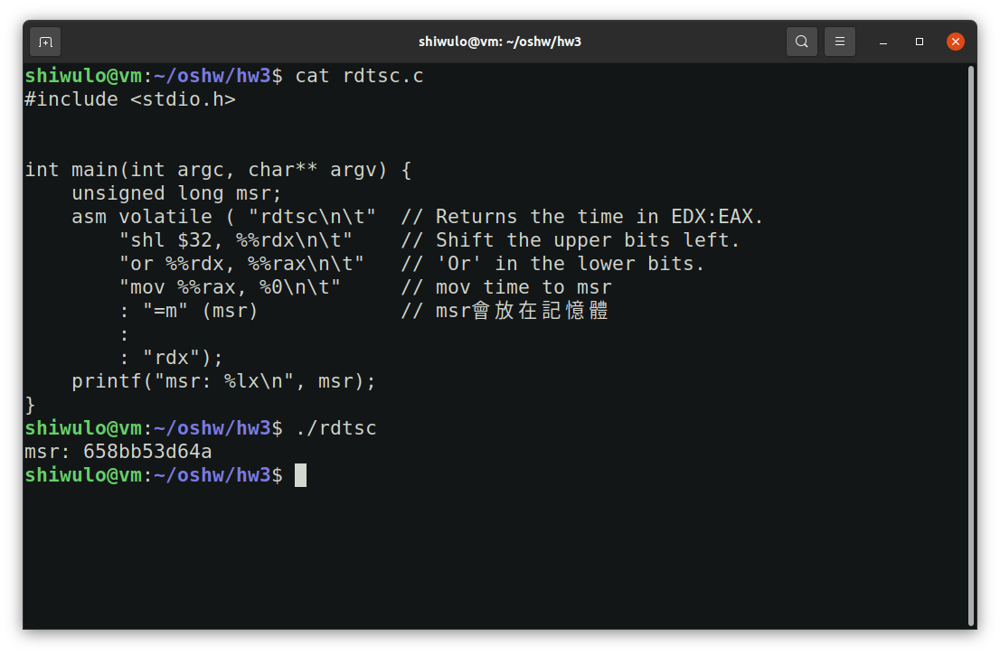 shiwulo@vm: ~/oshw/hw3
shiwulo@vm:~/oshw/hw3$ cat rdtsc.c
#include <stdio.h>
int main(int argc, char** argv) {
    unsigned long msr;
    asm volatile ( "rdtsc\n\t"  // Returns the time in EDX:EAX.
        "shl $32, %%rdx\n\t"    // Shift the upper bits left.
        "or %%rdx, %%rax\n\t"   // 'Or' in the lower bits.
        "mov %%rax, %0\n\t"     // mov time to msr
        : "=m" (msr)            // msr會放在記憶體
        :
        : "rdx");
    printf("msr: %lx\n", msr);
}
shiwulo@vm:~/oshw/hw3$ ./rdtsc
msr: 658bb53d64a
shiwulo@vm:~/oshw/hw3$